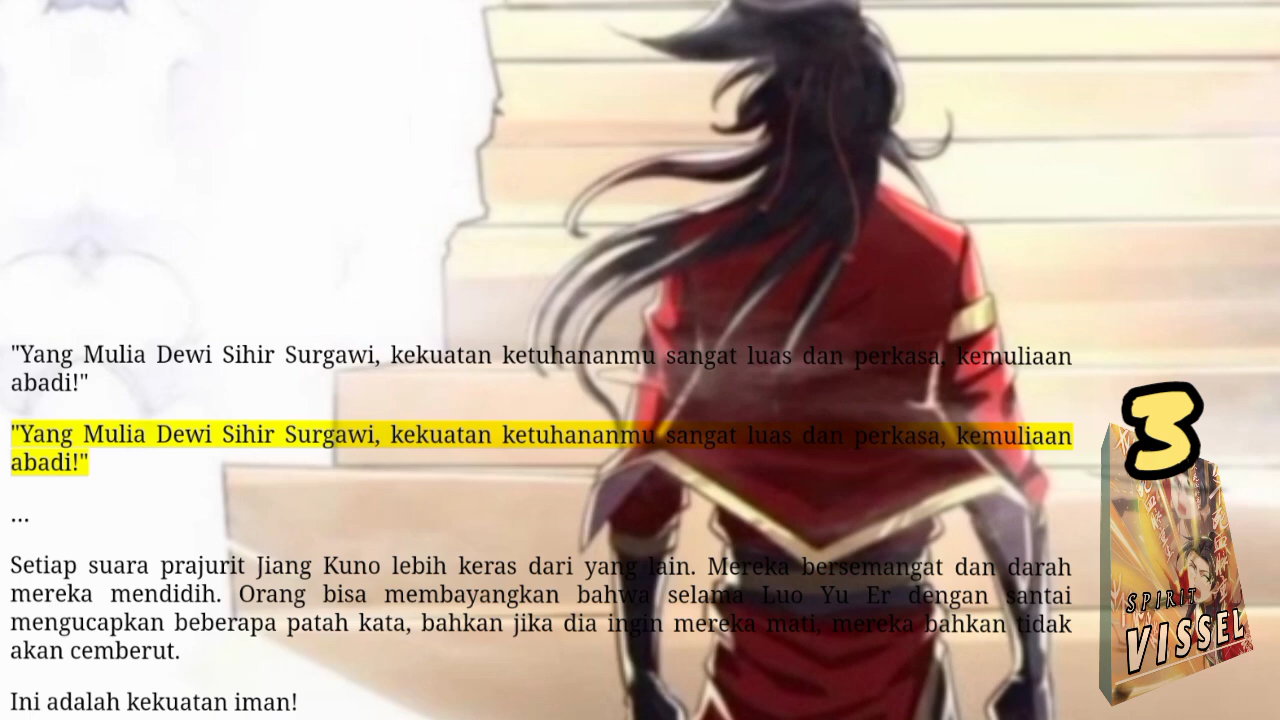 "Yang Mulia Dewi Sihir Surgawi, kekuatan ketuhananmu sangat luas dan perkasa, kemuliaan
abadi!"
"Yang Mulia Dewi Sihir Surgawi, kekuatan ketuhananmu sangat luas dan perkasa, kemuliaan
abadi!"
...
Setiap suara prajurit Jiang Kuno lebih keras dari yang lain. Mereka bersemangat dan darah
mereka mendidih. Orang bisa membayangkan bahwa selama Luo Yu Er dengan santai
mengucapkan beberapa patah kata, bahkan jika dia ingin mereka mati, mereka bahkan tidak
akan cemberut.
Ini adalah kekuatan iman!
3
SPIRIT
VISSEL